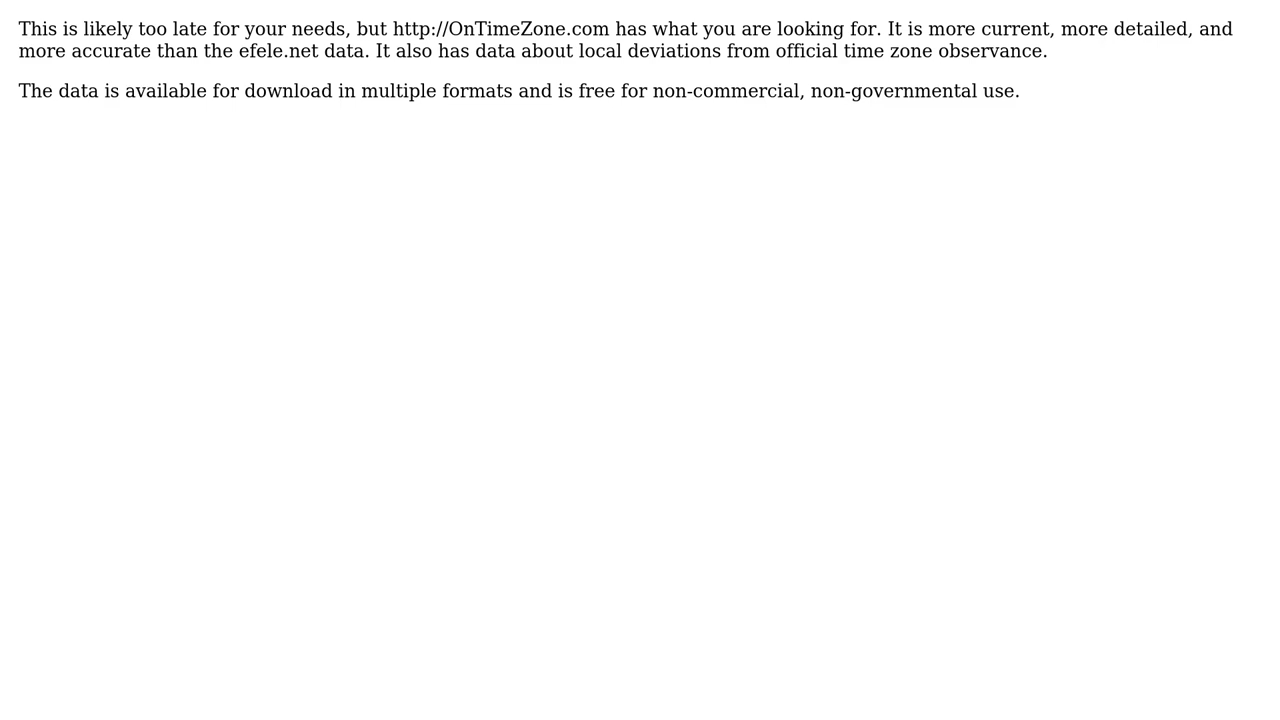 This is likely too late for your needs, but http://OnTimeZone.com has what you are looking for. It is more current, more detailed, and
more accurate than the efele.net data. It also has data about local deviations from official time zone observance.
The data is available for download in multiple formats and is free for non-commercial, non-governmental use.